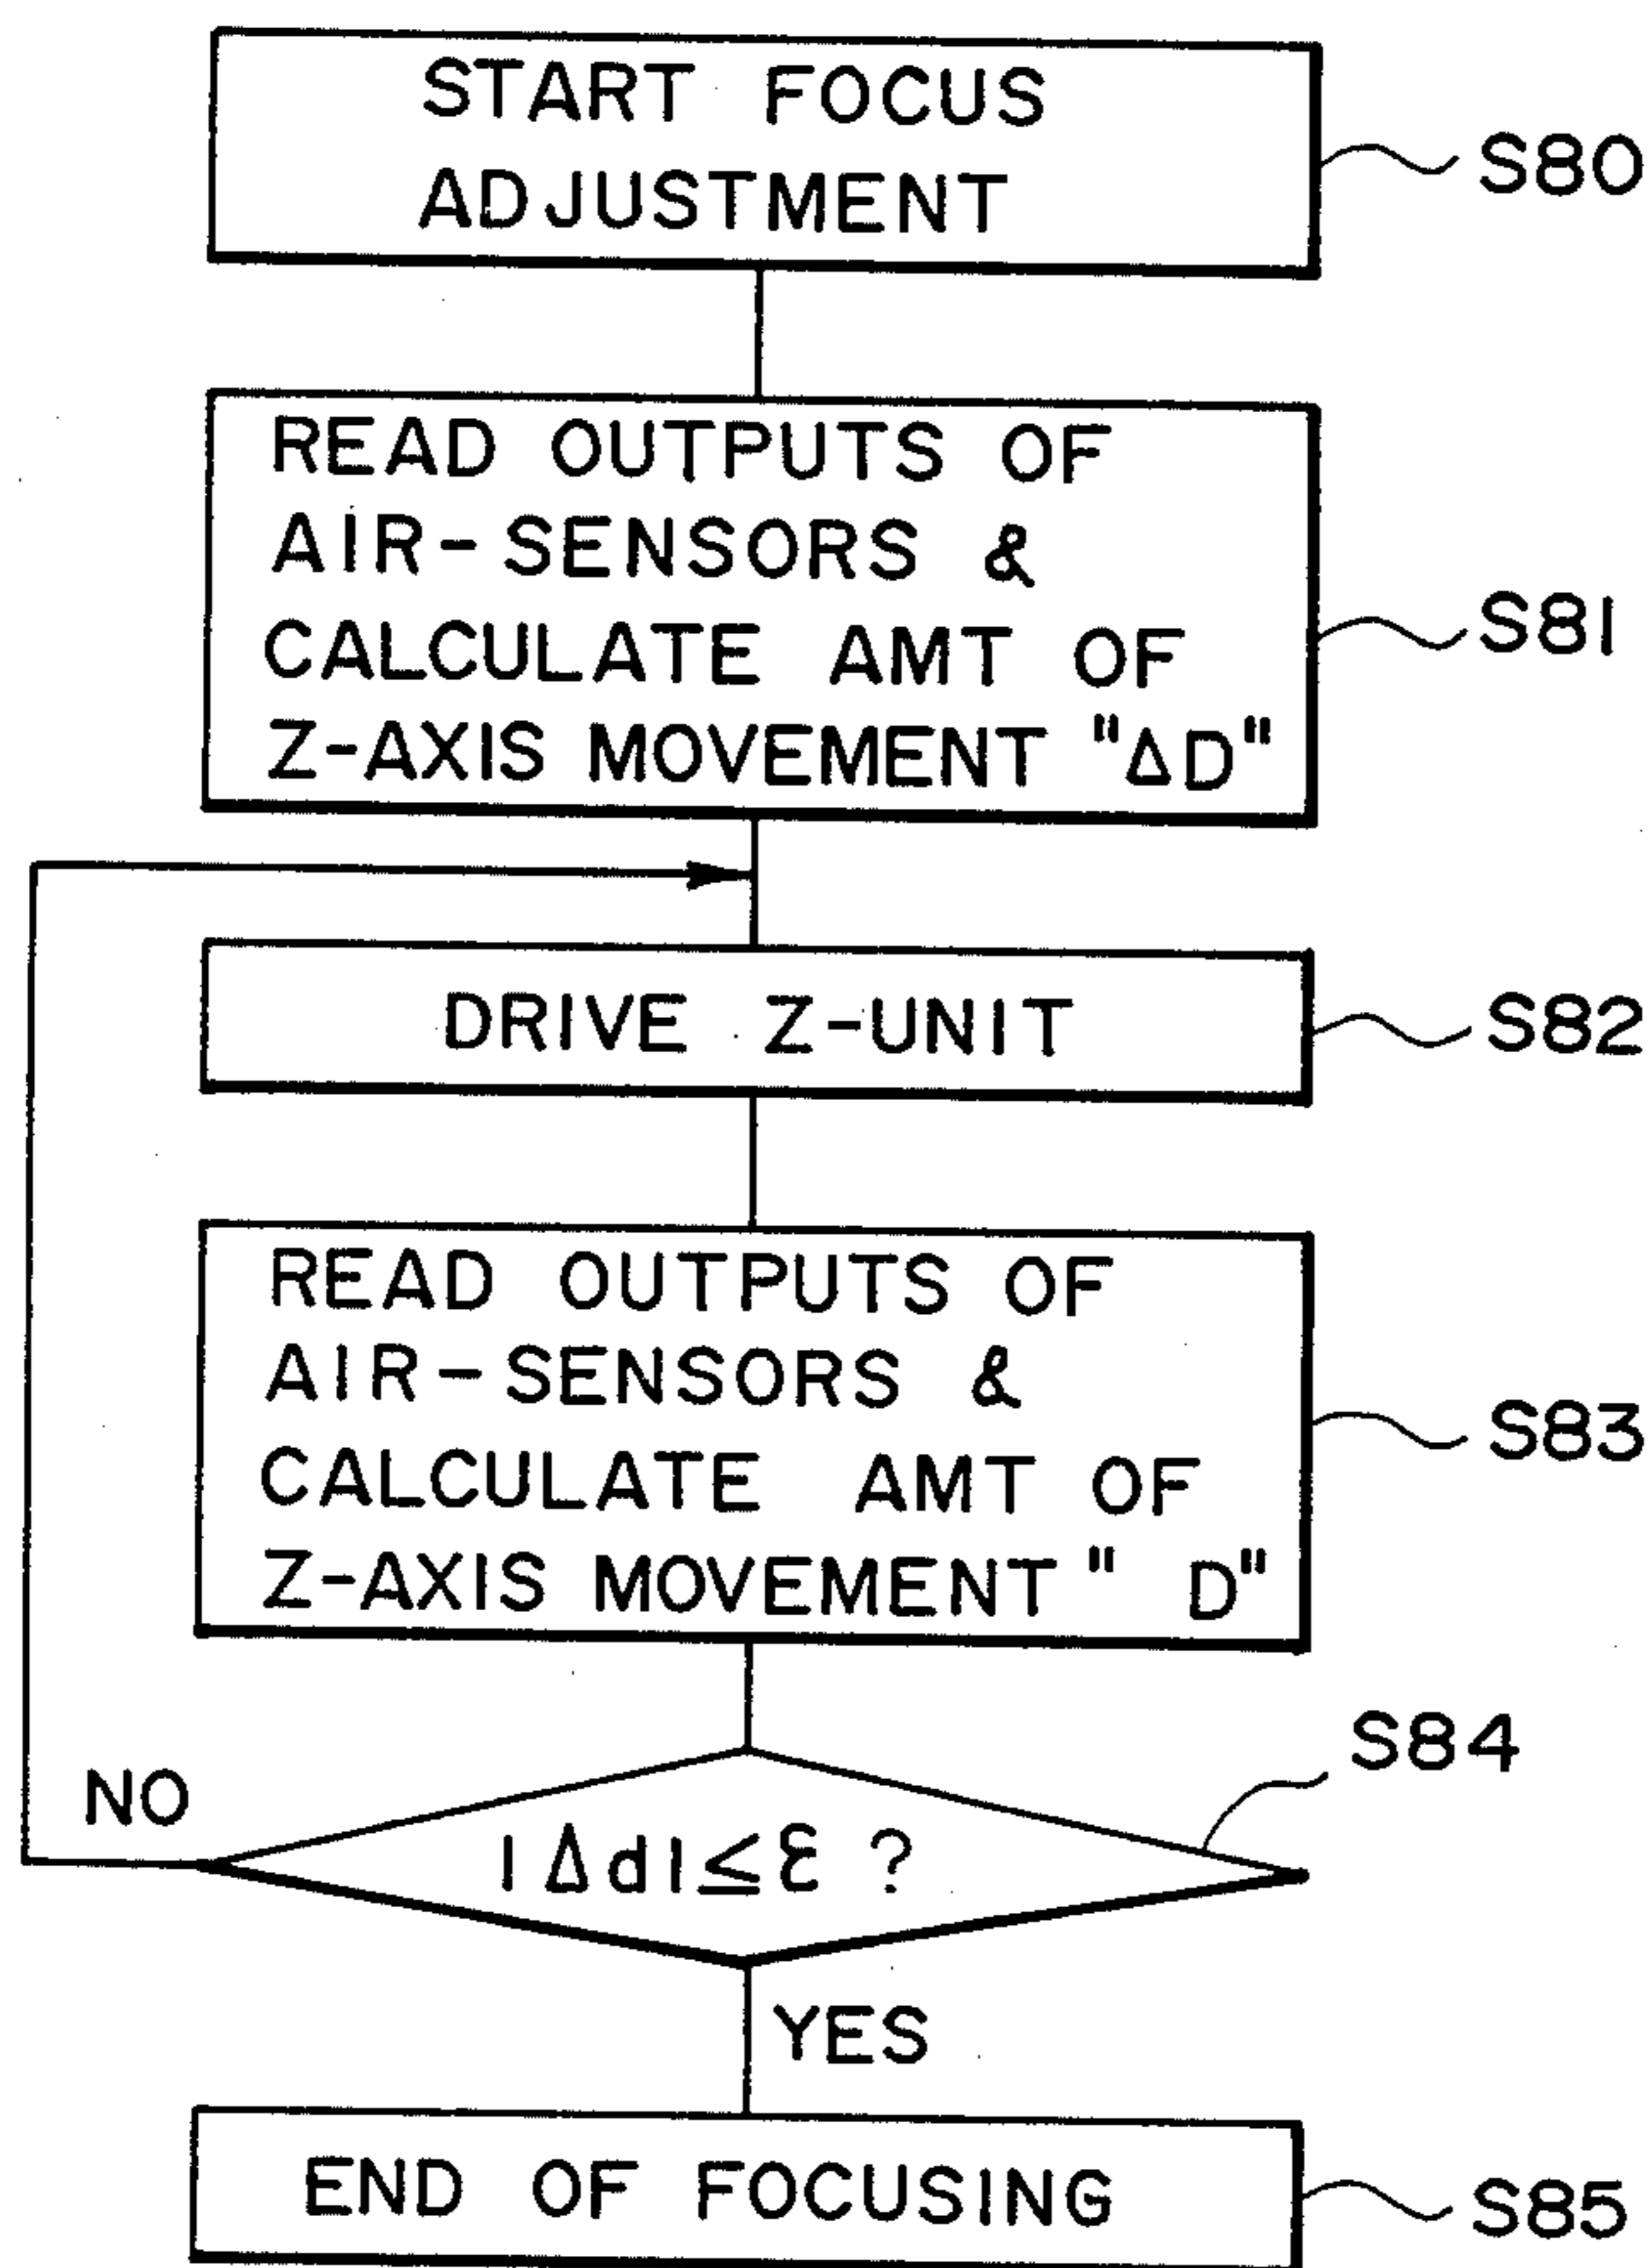 START FOCUS
ADJUSTMENT
S80
READ OUTPUTS OF
AIR-SENSORS &
CALCULATE AMT OF
Z-AXIS MOVEMENT "ΔD"
S81
DRIVE Z-UNIT
S82
READ OUTPUTS OF
AIR-SENSORS &
CALCULATE AMT OF
Z-AXIS MOVEMENT " D"
S83
S84
NO
|Δd|≤ε ?
YES
END OF FOCUSING
S85